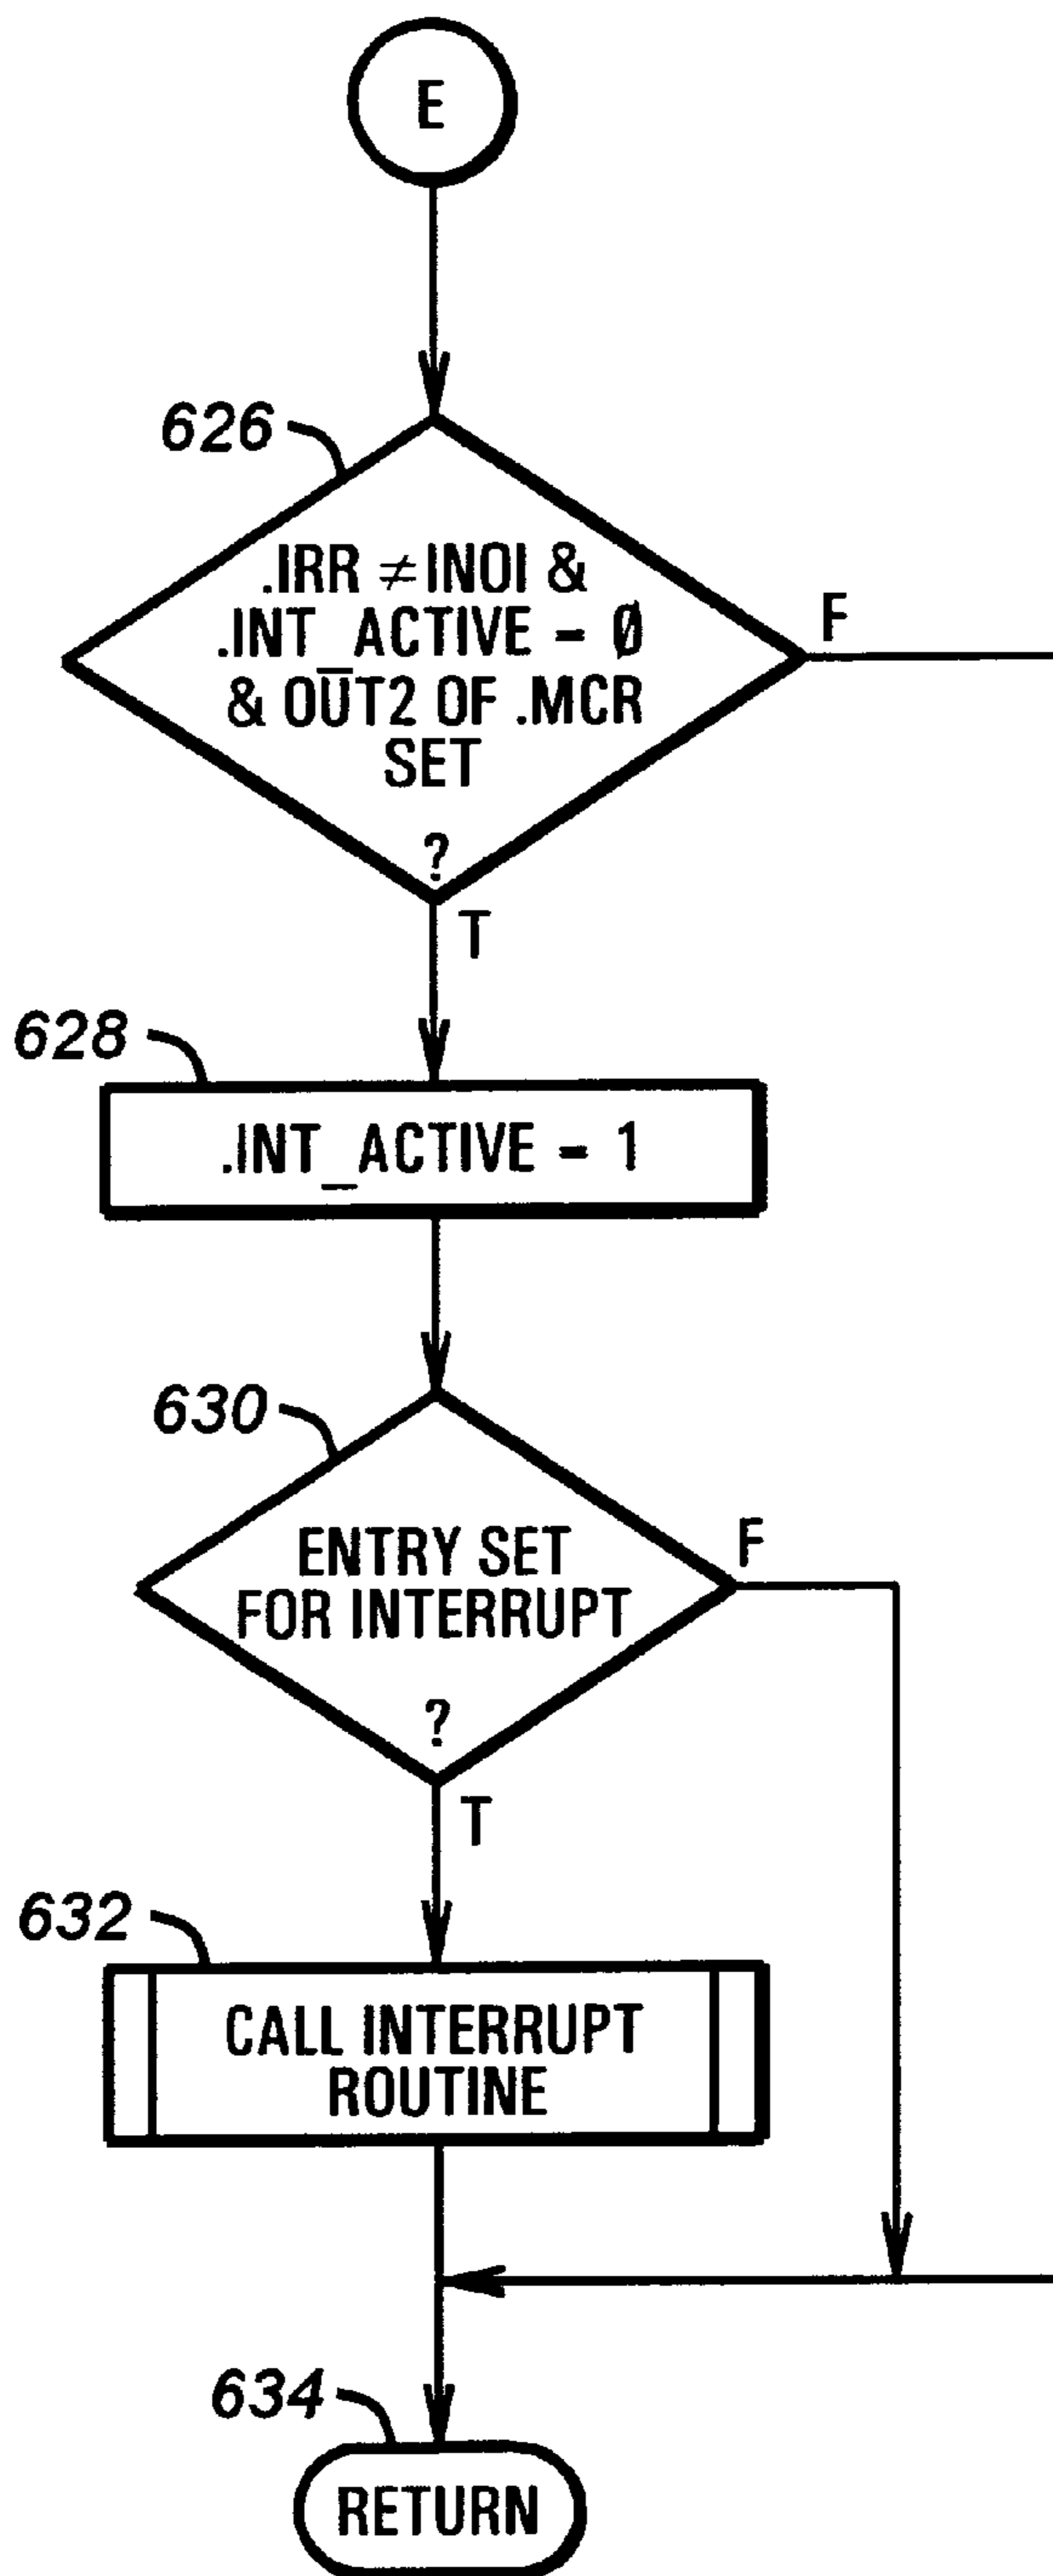 E
626
.IRR ≠ INOI &
.INT_ACTIVE = Ø
& OUT2 OF .MCR
SET
?
F
T
628
.INT_ACTIVE = 1
630
ENTRY SET
FOR INTERRUPT
?
F
T
632
CALL INTERRUPT
ROUTINE
634
RETURN